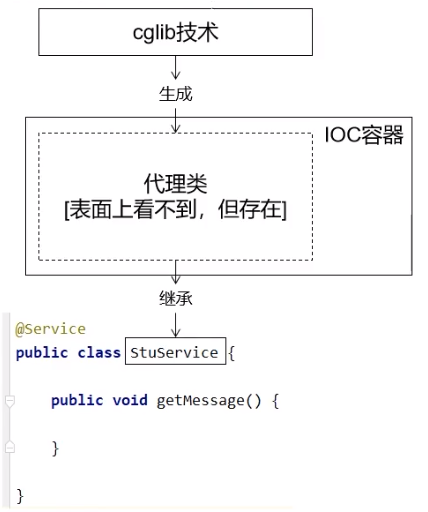 cglib技术
生成
IOC容器
代理类
[表面上看不到，但存在]
继承
@Service
public class StuService {
public void getMessage() {
}
}